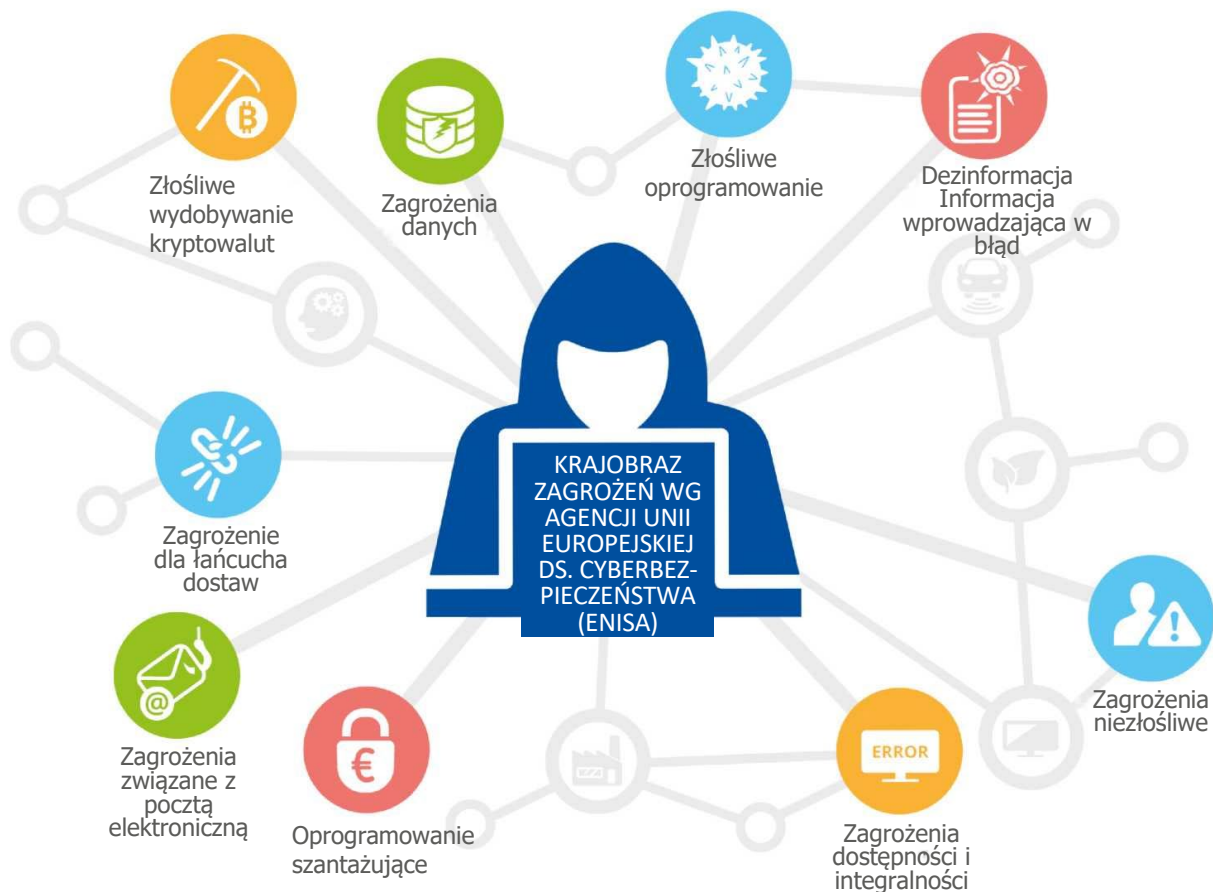 Złośliwe
wydobywanie
kryptowalut
Zagrożenia
danych
Złośliwe
oprogramowanie
Dezinformacja
Informacja
wprowadzająca w
błąd
KRAJOBRAZ
ZAGROŻEŃ WG
AGENCJI UNII
EUROPEJSKIEJ
DS. CYBERBEZ-
PIECZEŃSTWA
(ENISA)
Zagrożenie
dla łańcucha
dostaw
Zagrożenia
niezłośliwe
@
Zagrożenia
związane z
pocztą
elektroniczną
€
Oprogramowanie
szantażujące
ERROR
Zagrożenia
dostępności i
integralności